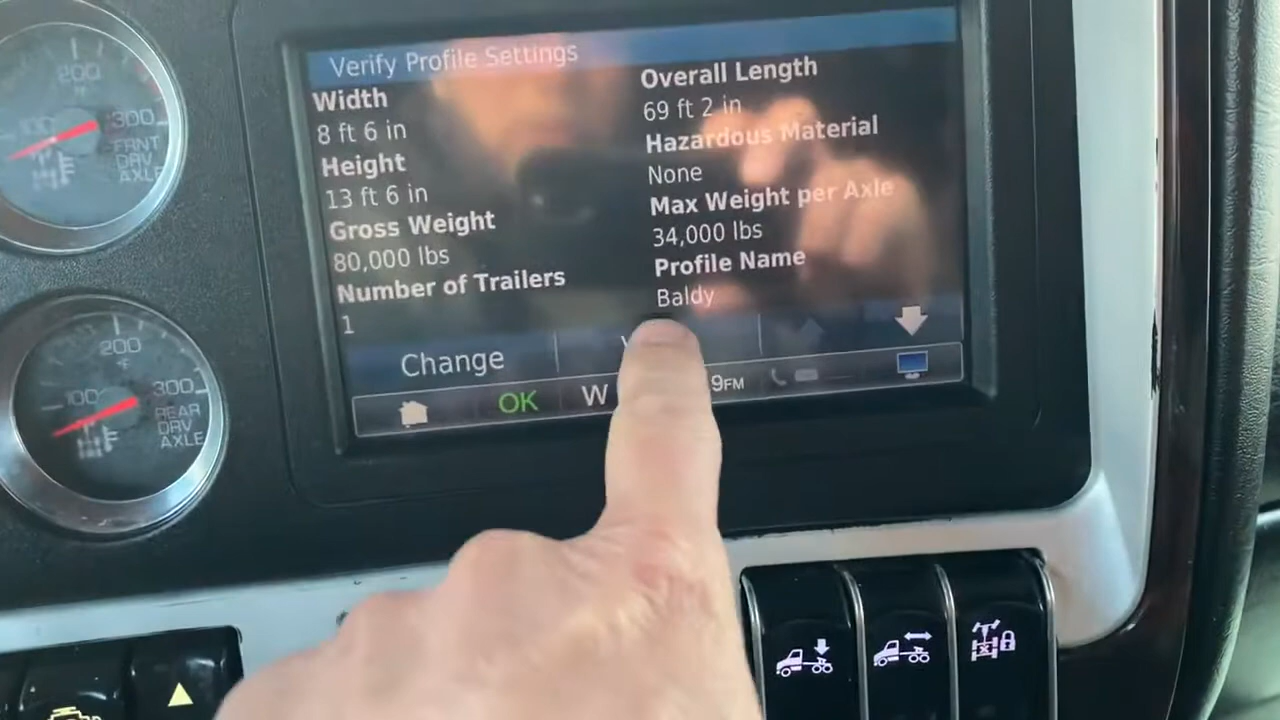 Verify Profile Settings
Width
8 ft 6 in
Height
13 ft 6 in
Gross Weight
80,000 lbs
Number of Trailers
1
Overall Length
69 ft 2 in
Hazardous Material
None
Max Weight per Axle
34,000 lbs
Profile Name
Baldy
Change
OK
W
9FM
100
200
300
°F
FRNT
DRV
AXLE
100
200
300
°F
REAR
DRV
AXLE